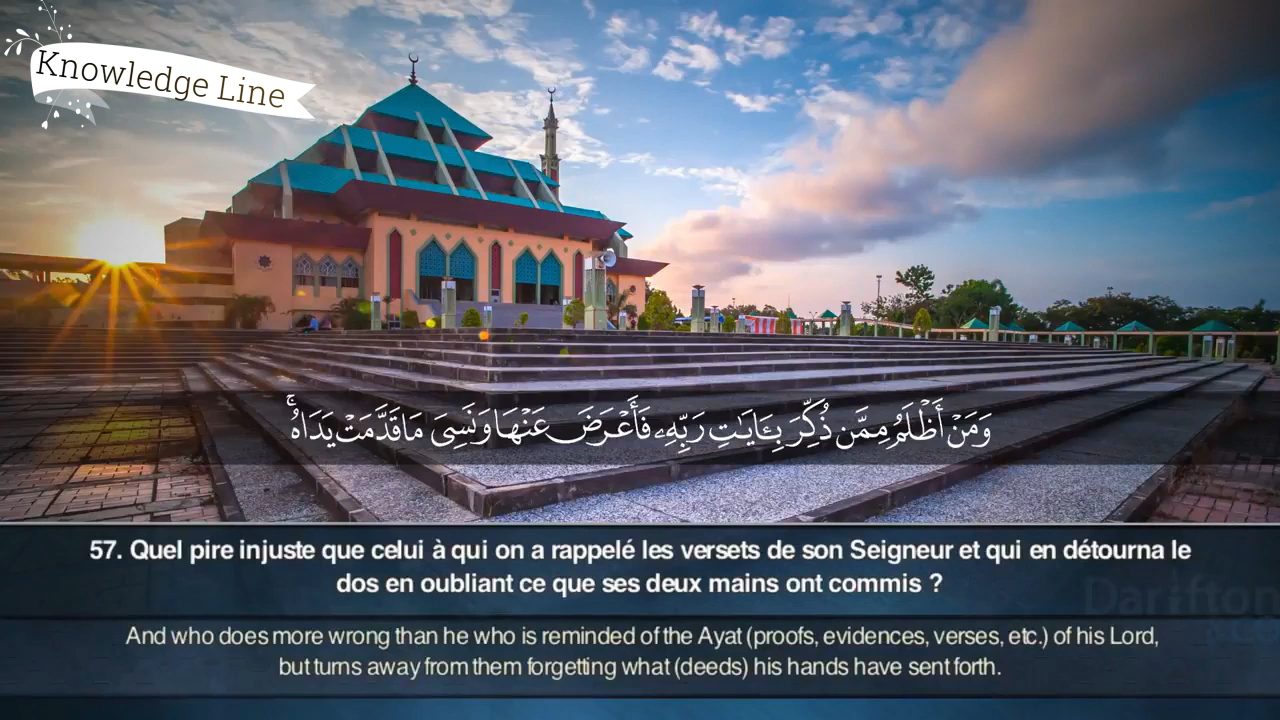 Knowledge Line
وَمَنْ أَظْلَمُ مِمَّن ذُكِّرَ بِـَٔايَـٰتِ رَبِّهِۦ فَأَعْرَضَ عَنْهَا وَنَسِىَ مَا قَدَّمَتْ يَدَاهُ ۚ
57. Quel pire injuste que celui à qui on a rappelé les versets de son Seigneur et qui en détourna le
dos en oubliant ce que ses deux mains ont commis ?
And who does more wrong than he who is reminded of the Ayat (proofs, evidences, verses, etc.) of his Lord,
but turns away from them forgetting what (deeds) his hands have sent forth.